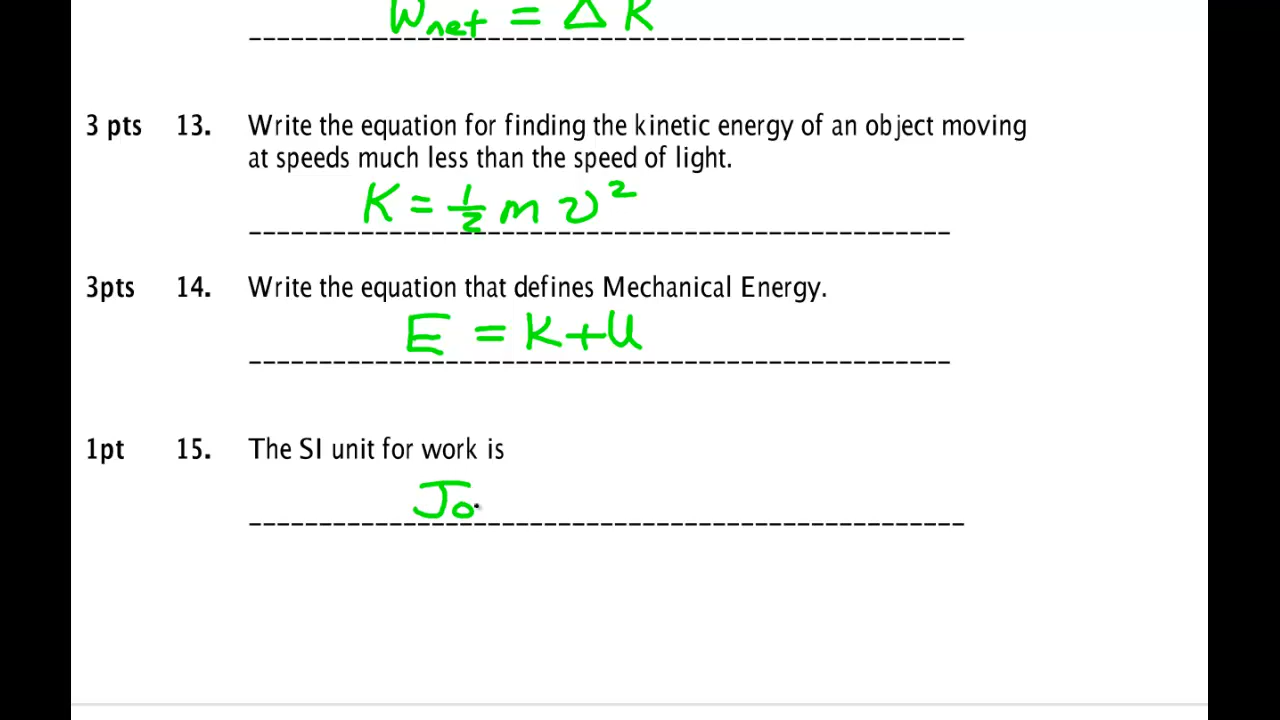 Wnet = Δ K
3 pts 13. Write the equation for finding the kinetic energy of an object moving
at speeds much less than the speed of light.
K = 1/2 m v²
3pts 14. Write the equation that defines Mechanical Energy.
E = K + U
1pt 15. The SI unit for work is
Jo